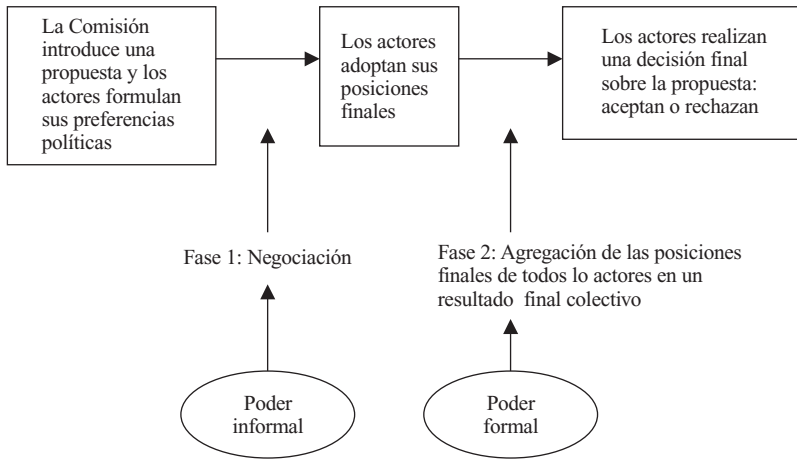 La Comisión
introduce una
propuesta y los
actores formulan
sus preferencias
políticas
Los actores
adoptan sus
posiciones
finales
Los actores realizan
una decisión final
sobre la propuesta:
aceptan o rechazan
Fase 1: Negociación
Fase 2: Agregación de las posiciones
finales de todos lo actores en un
resultado final colectivo
Poder
informal
Poder
formal